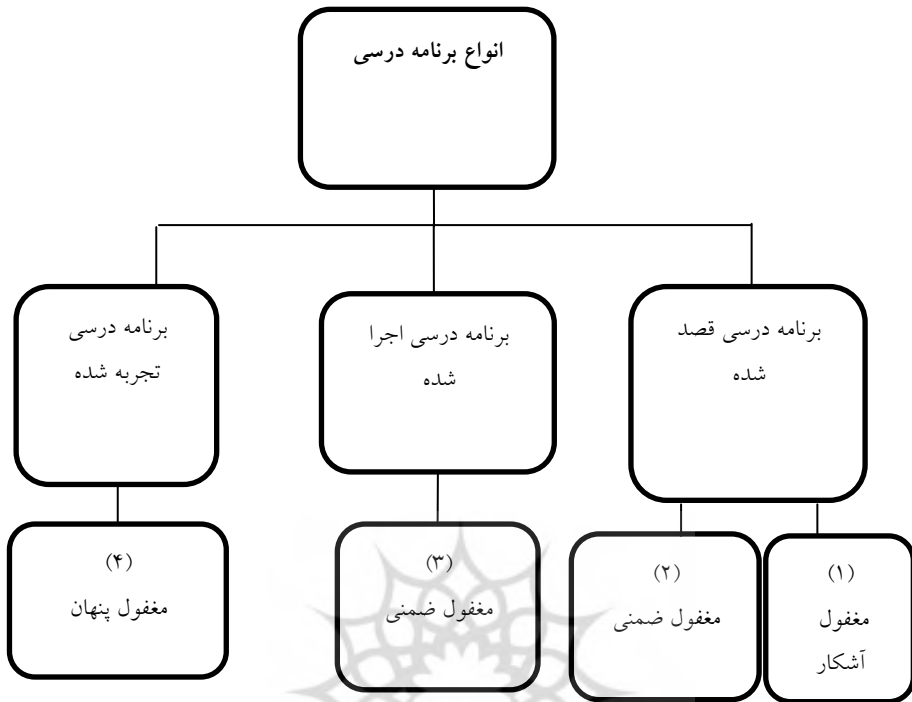 انواع برنامه درسی
برنامه درسی قصد
شده
برنامه درسی اجرا
شده
برنامه درسی
تجربه شده
(۱)
مغفول
آشکار
(۲)
مغفول ضمنی
(۳)
مغفول ضمنی
(۴)
مغفول پنهان